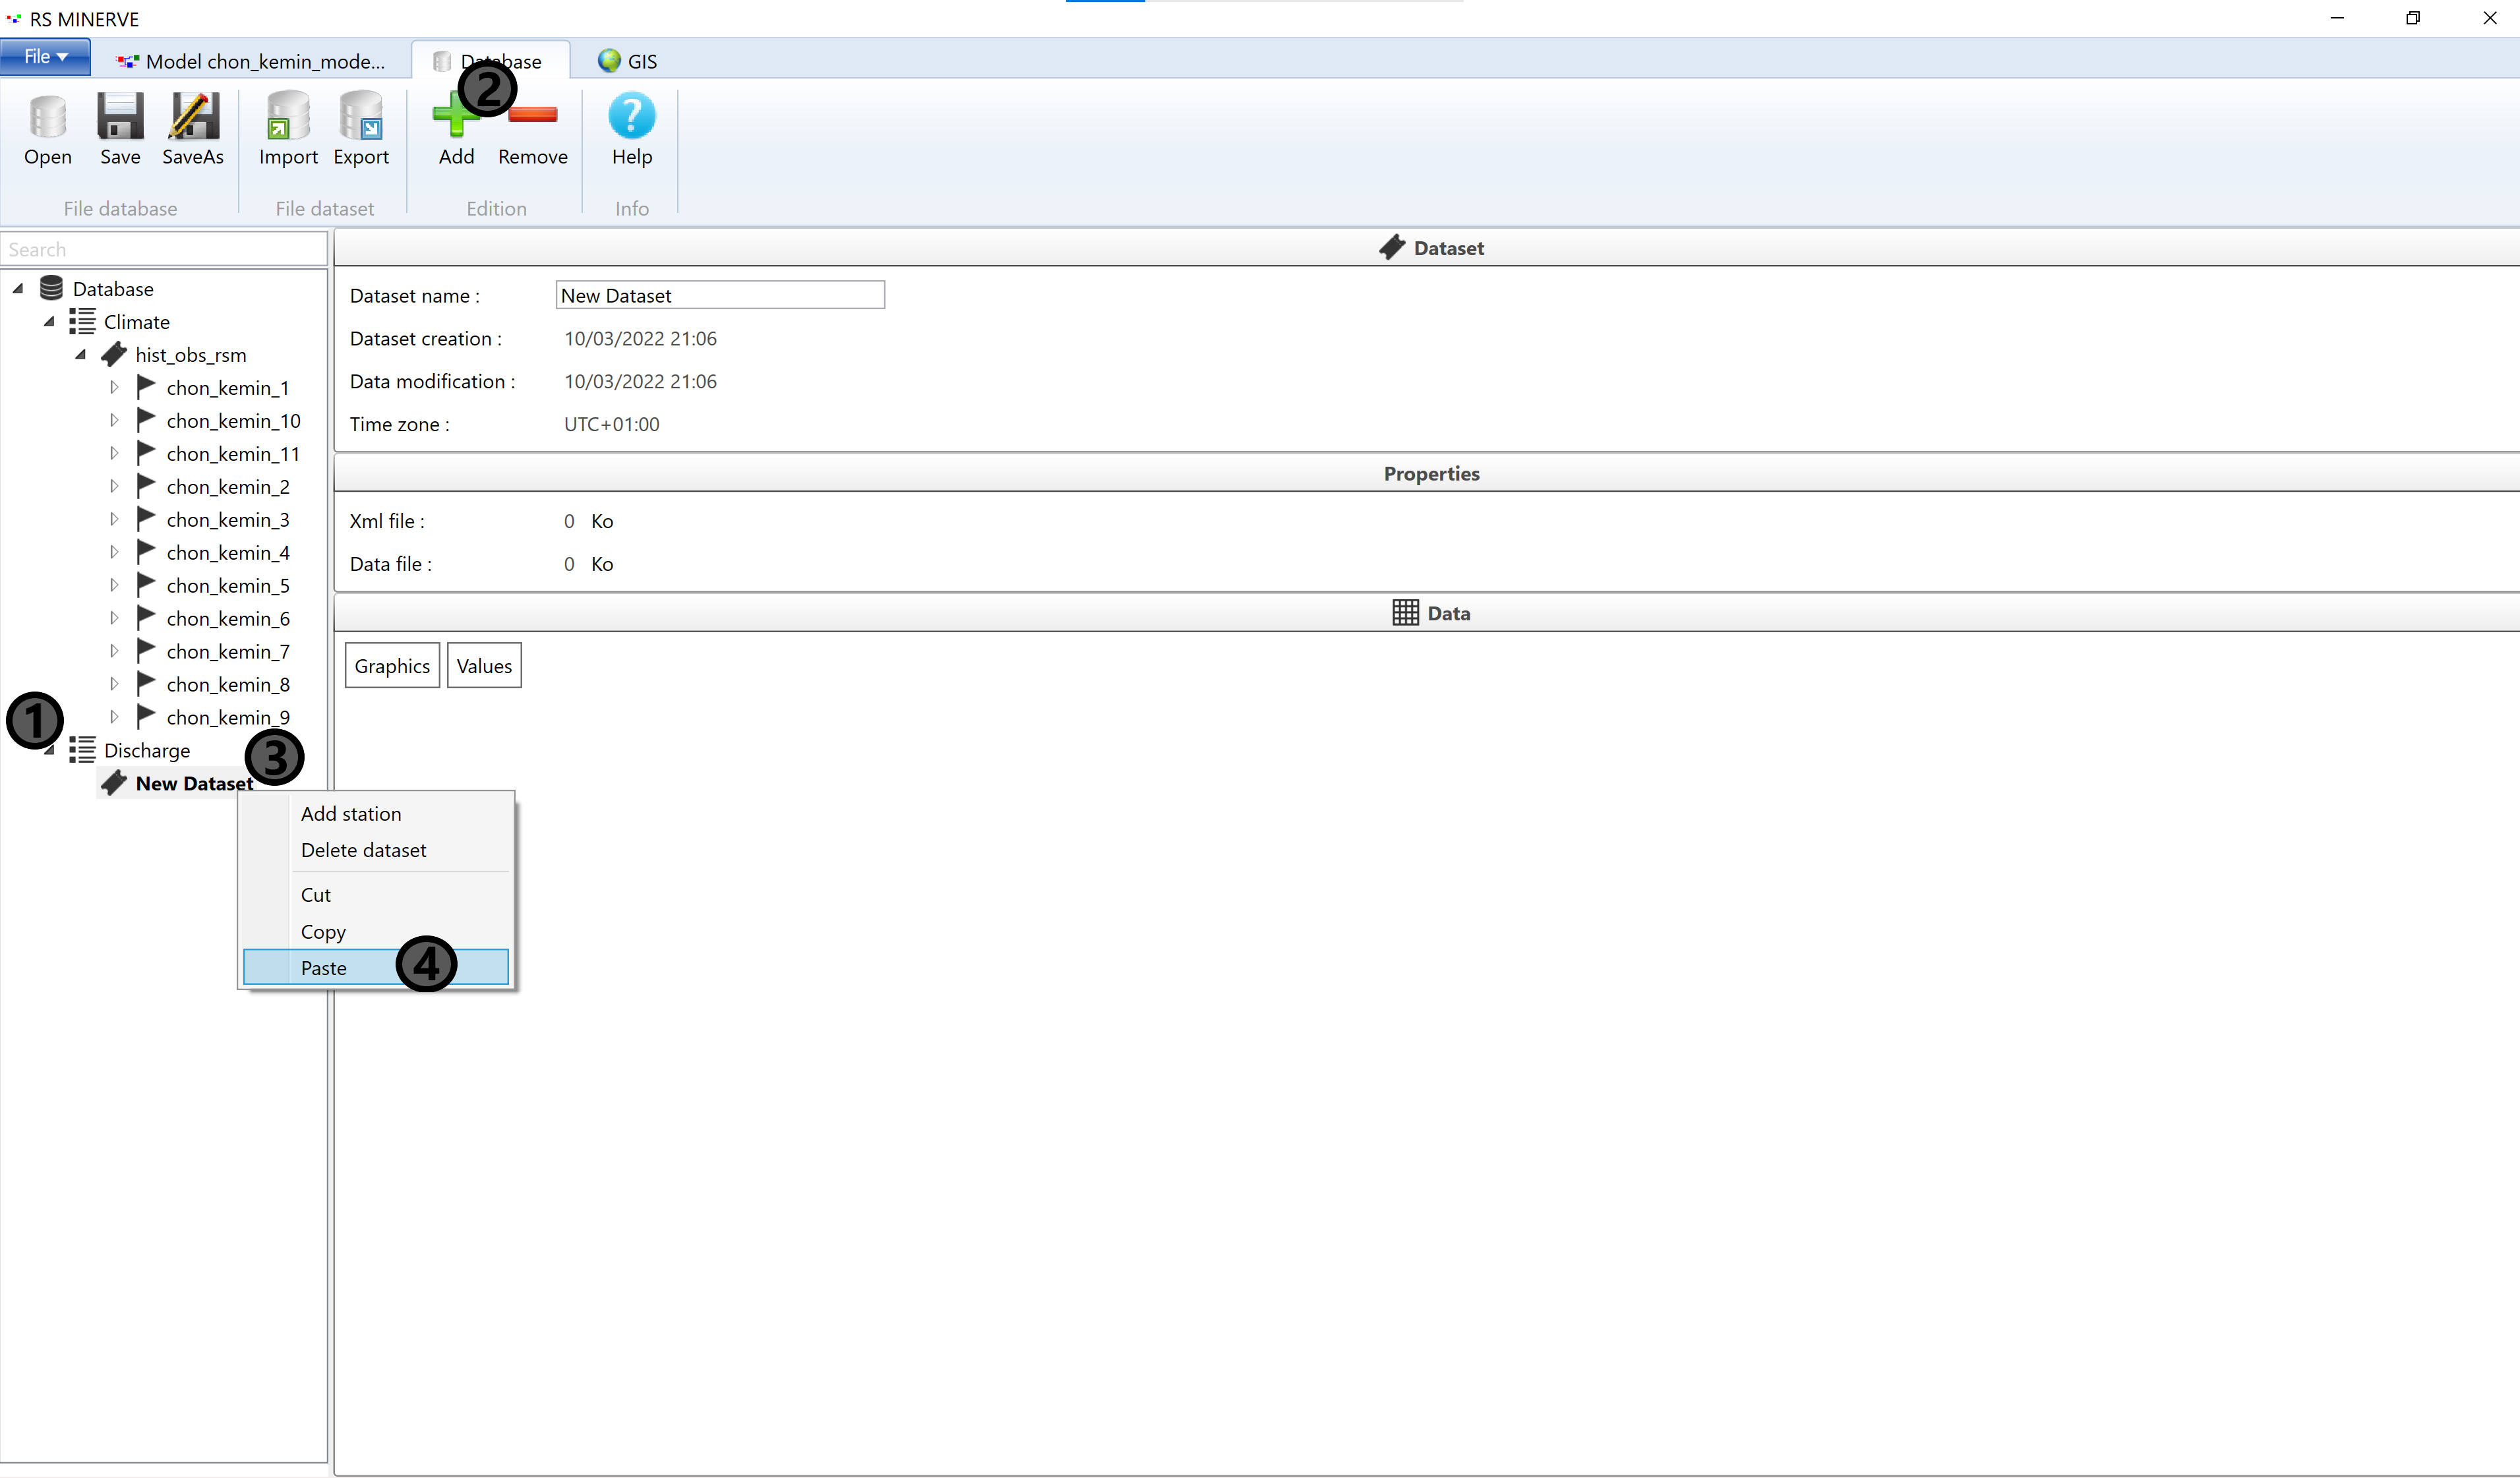 RS MINERVE
File
Model chon_kemin_mode...
Database
GIS
2
Open
Save
SaveAs
Import
Export
Add
Remove
Help
File database
File dataset
Edition
Info
Search
Database
Climate
hist_obs_rsm
chon_kemin_1
chon_kemin_10
chon_kemin_11
chon_kemin_2
chon_kemin_3
chon_kemin_4
chon_kemin_5
chon_kemin_6
chon_kemin_7
chon_kemin_8
chon_kemin_9
1
Discharge
3
New Dataset
Add station
Delete dataset
Cut
Copy
Paste
4
Dataset
Dataset name :
New Dataset
Dataset creation :
10/03/2022 21:06
Data modification :
10/03/2022 21:06
Time zone :
UTC+01:00
Properties
Xml file :
0 Ko
Data file :
0 Ko
Data
Graphics
Values